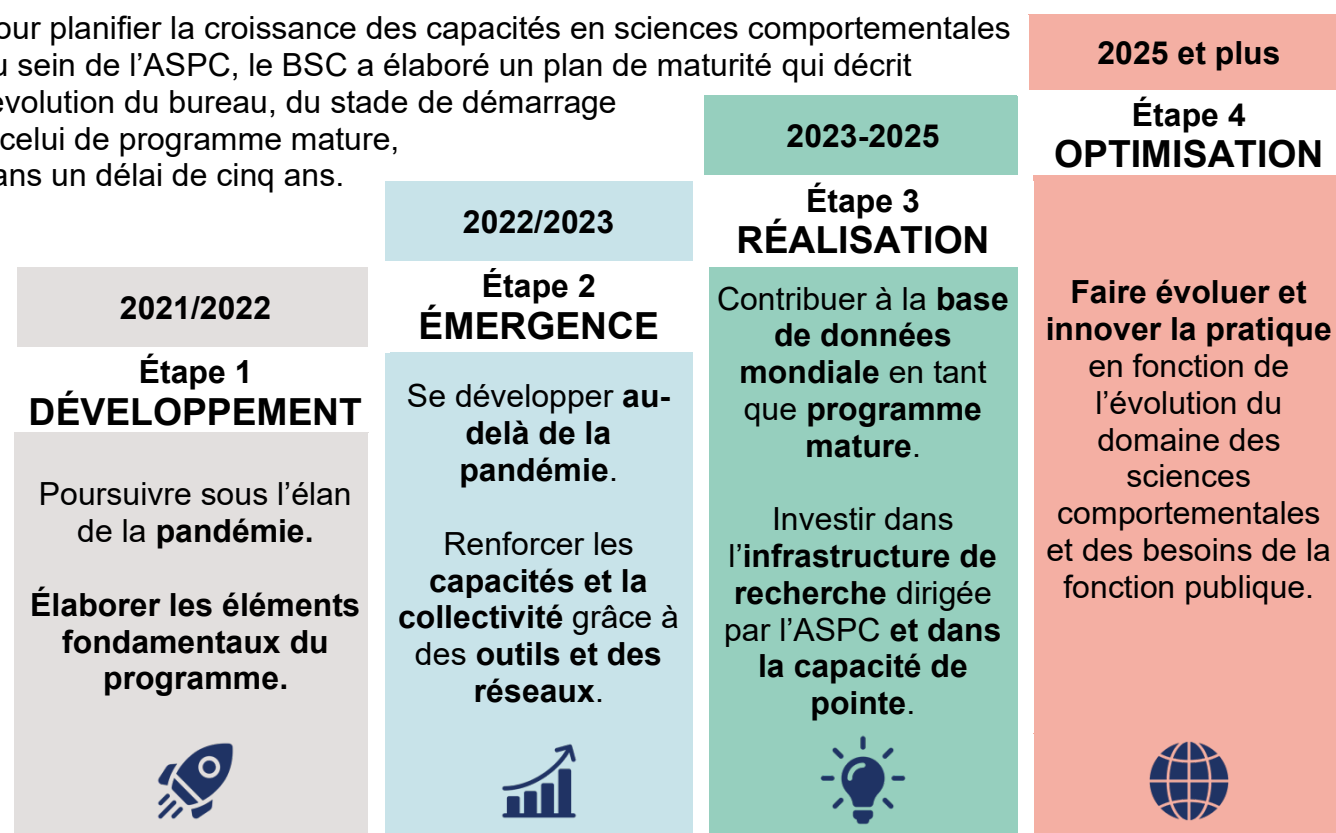 our planifier la croissance des capacités en sciences comportementales
u sein de l’ASPC, le BSC a élaboré un plan de maturité qui décrit
évolution du bureau, du stade de démarrage
celui de programme mature,
ans un délai de cinq ans.
2021/2022
Étape 1
DÉVELOPPEMENT
Poursuivre sous l’élan
de la pandémie.
Élaborer les éléments
fondamentaux du
programme.
2022/2023
Étape 2
ÉMERGENCE
Se développer au-
delà de la
pandémie.
Renforcer les
capacités et la
collectivité grâce à
des outils et des
réseaux.
2023-2025
Étape 3
RÉALISATION
Contribuer à la base
de données
mondiale en tant
que programme
mature.
Investir dans
l’infrastructure de
recherche dirigée
par l’ASPC et dans
la capacité de
pointe.
2025 et plus
Étape 4
OPTIMISATION
Faire évoluer et
innover la pratique
en fonction de
l’évolution du
domaine des
sciences
comportementales
et des besoins de la
fonction publique.